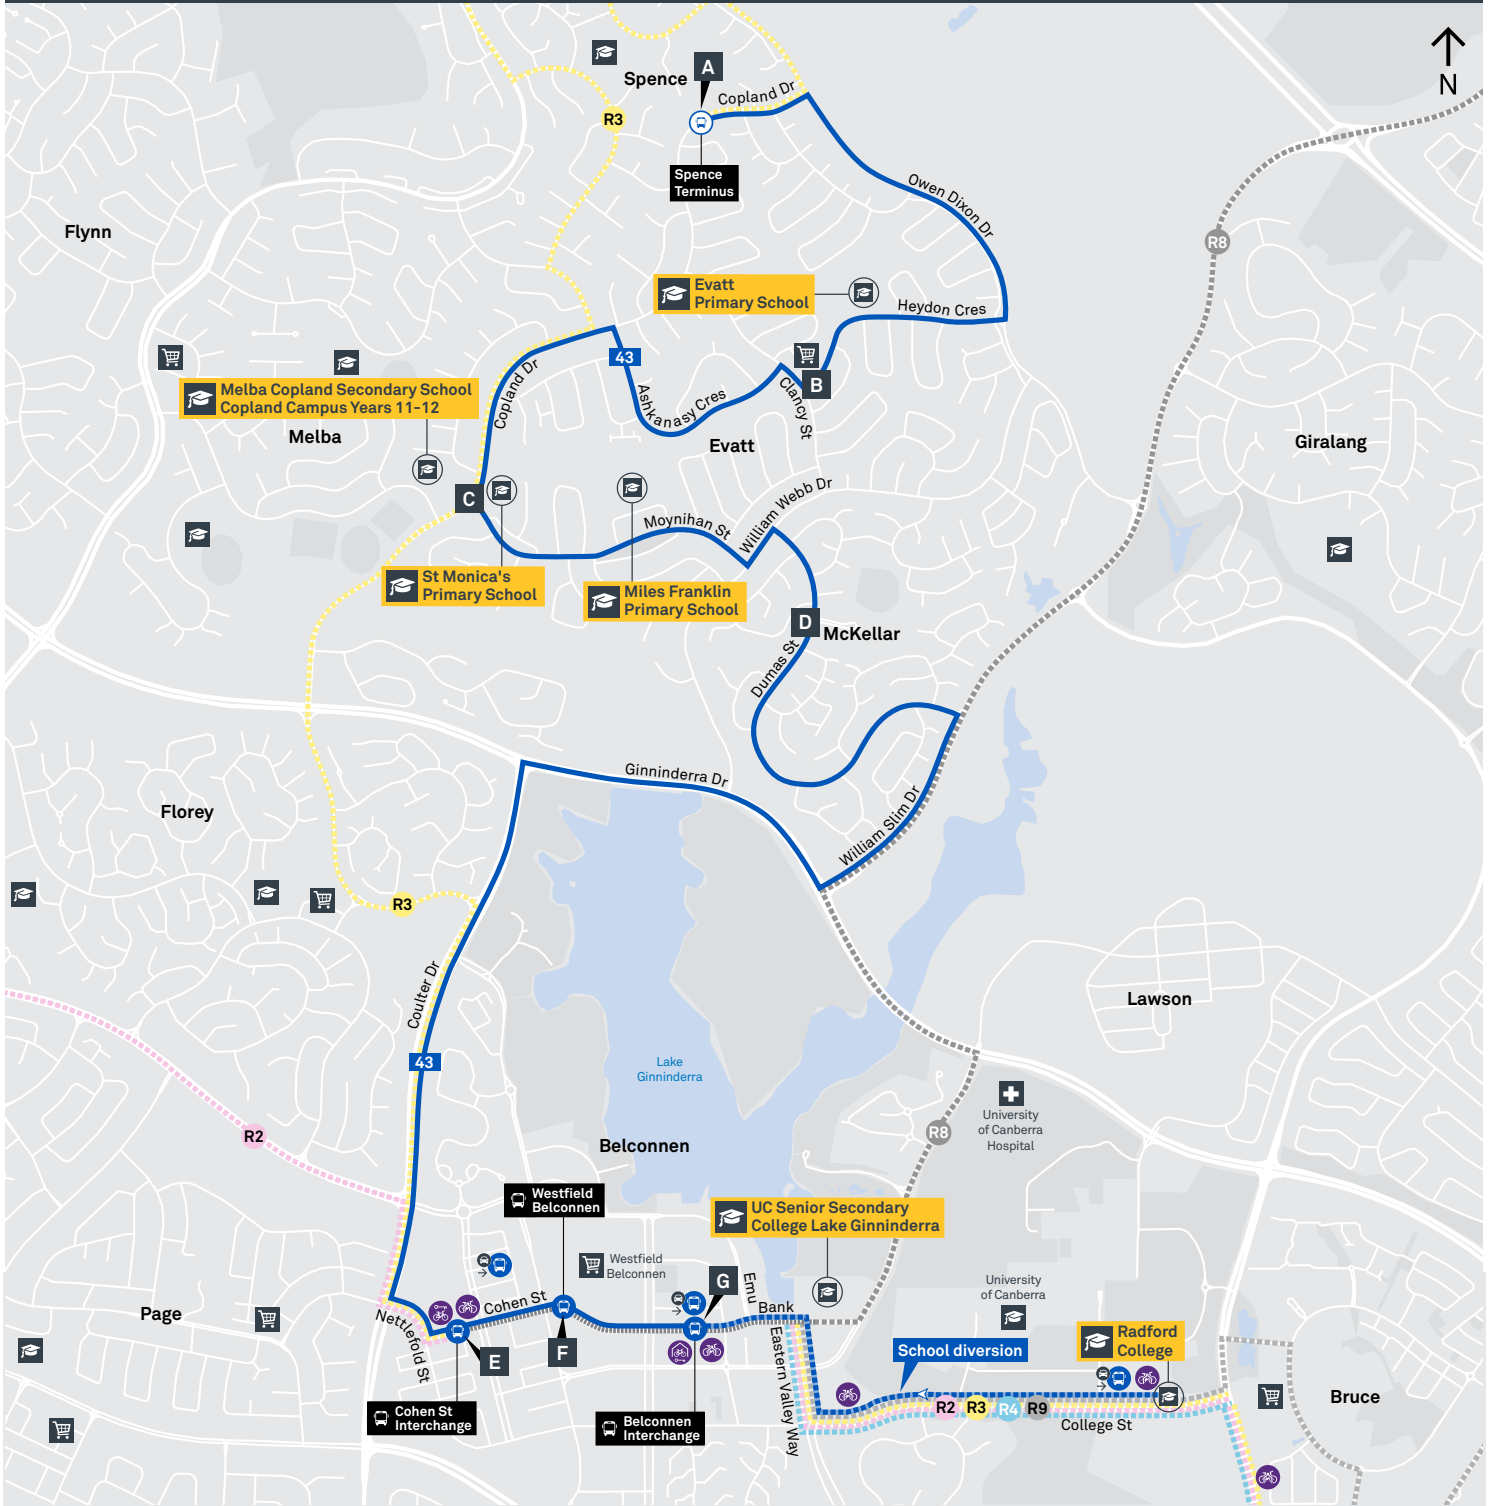 N
Spence
A
Copland Dr
R3
Spence
Terminus
Owen Dixon Dr
Flynn
R8
Evatt
Primary School
Heydon Cres
43
Copland Dr
Ashkanasy Cres
B
Clancy St
Melba Copland Secondary School
Copland Campus Years 11-12
Melba
Evatt
Giralang
C
William Webb Dr
Moynihan St
St Monica's
Primary School
Miles Franklin
Primary School
D
McKellar
Dumas St
Ginninderra Dr
Florey
William Slim Dr
R3
Coulter Dr
Lawson
43
Lake
Ginninderra
R2
R8
University
of Canberra
Hospital
Belconnen
Westfield
Belconnen
UC Senior Secondary
College Lake Ginninderra
Westfield
Belconnen
G
Emu
Bank
University
of Canberra
Page
Nettlefold St
Cohen St
E
F
Eastern Valley Way
School diversion
Radford
College
Cohen St
Interchange
Belconnen
Interchange
R2
R3
R4
R9
College St
Bruce